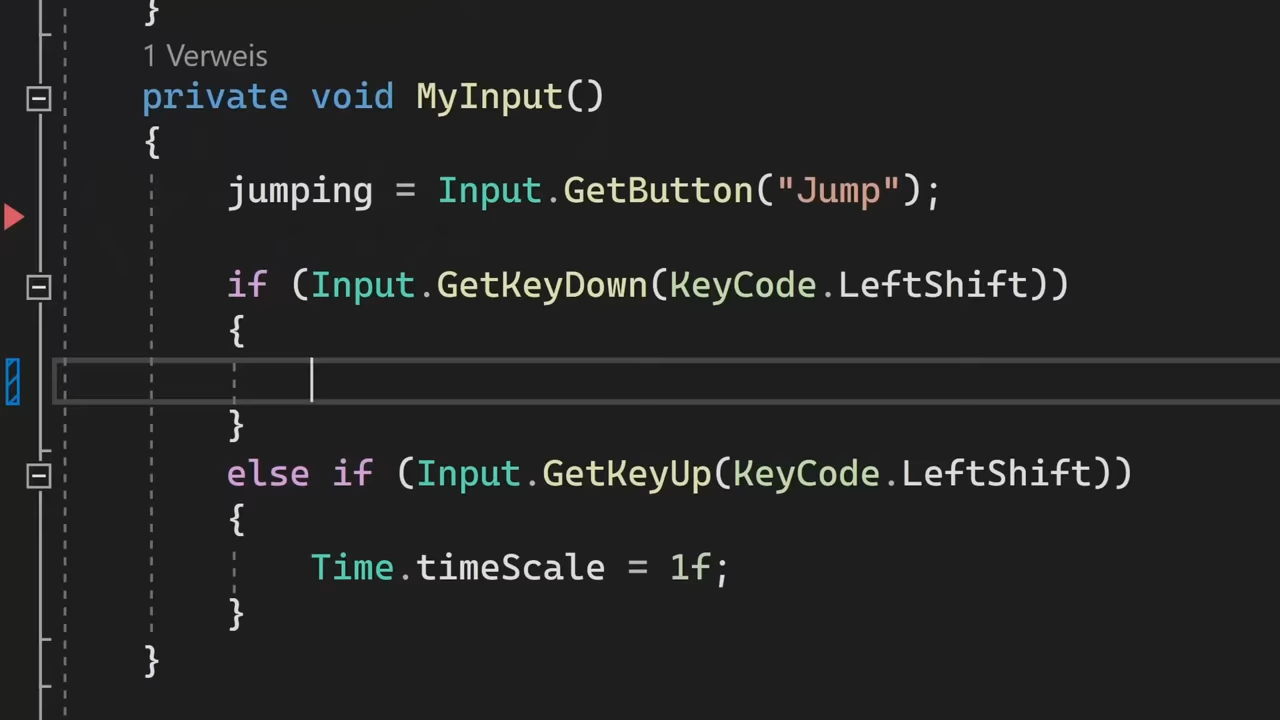 }
1 Verweis
private void MyInput()
{
jumping = Input.GetButton("Jump");
if (Input.GetKeyDown(KeyCode.LeftShift))
{
}
else if (Input.GetKeyUp(KeyCode.LeftShift))
{
Time.timeScale = 1f;
}
}